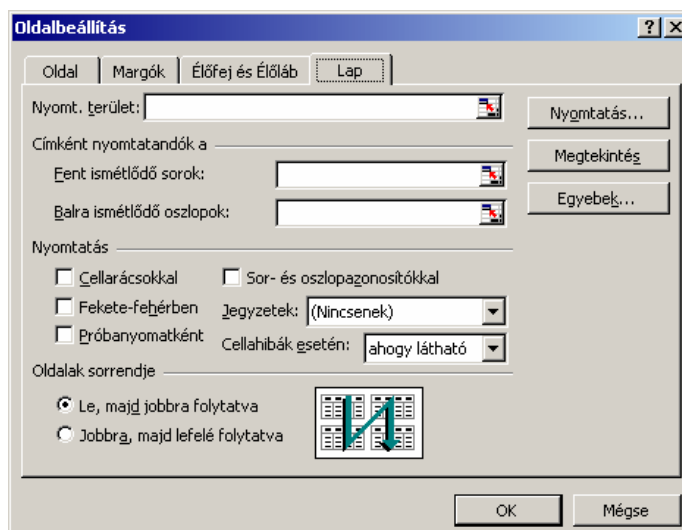 Oldalbeállítás
Oldal Margók Élőfej és Élőláb Lap
Nyomt. terület:
Nyomtatás...
Címként nyomtatandók a
Megtekintés
Fent ismétlődő sorok:
Egyebek...
Balra ismétlődő oszlopok:
Nyomtatás
Cellarácsokkal Sor- és oszlopazonosítókkal
Fekete-fehérben Jegyzetek: (Nincsenek)
Próbanyomatként Cellahibák esetén: ahogy látható
Oldalak sorrendje
Le, majd jobbra folytatva
Jobbra, majd lefelé folytatva
OK Mégse